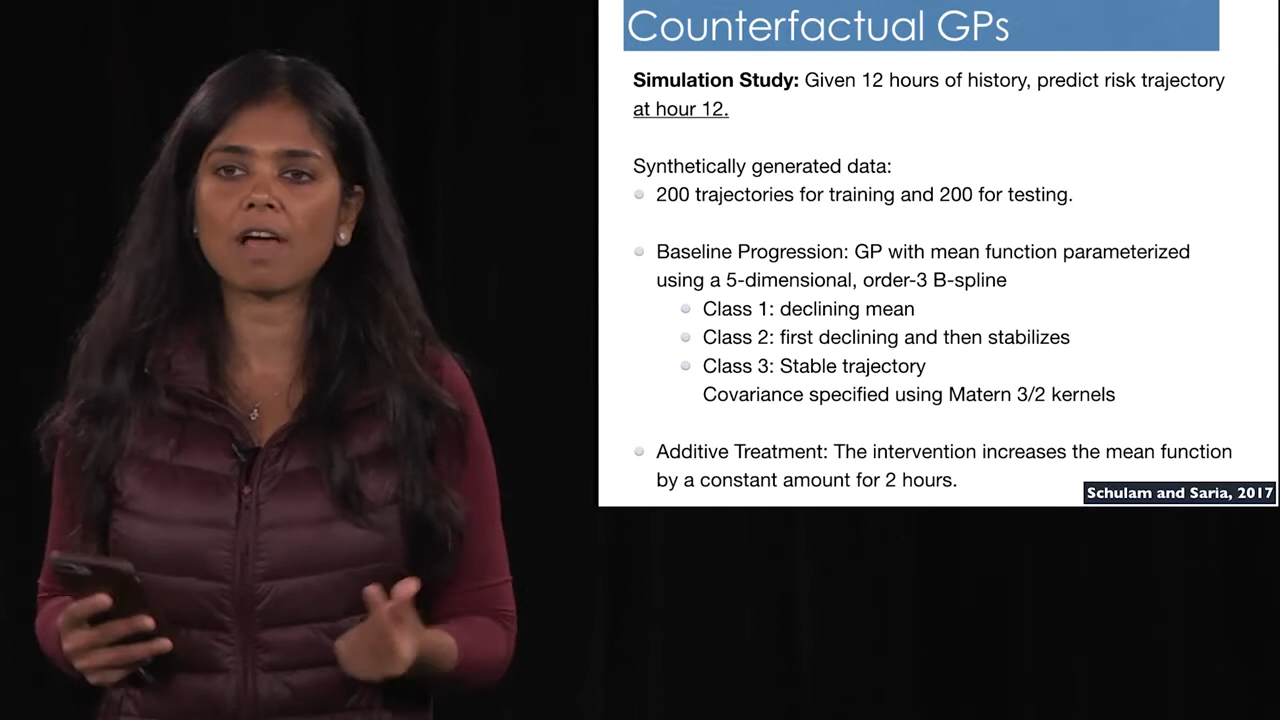 Counterfactual GPs
Simulation Study: Given 12 hours of history, predict risk trajectory
at hour 12.
Synthetically generated data:
200 trajectories for training and 200 for testing.
Baseline Progression: GP with mean function parameterized
using a 5-dimensional, order-3 B-spline
Class 1: declining mean
Class 2: first declining and then stabilizes
Class 3: Stable trajectory
Covariance specified using Matern 3/2 kernels
Additive Treatment: The intervention increases the mean function
by a constant amount for 2 hours.
Schulam and Saria, 2017